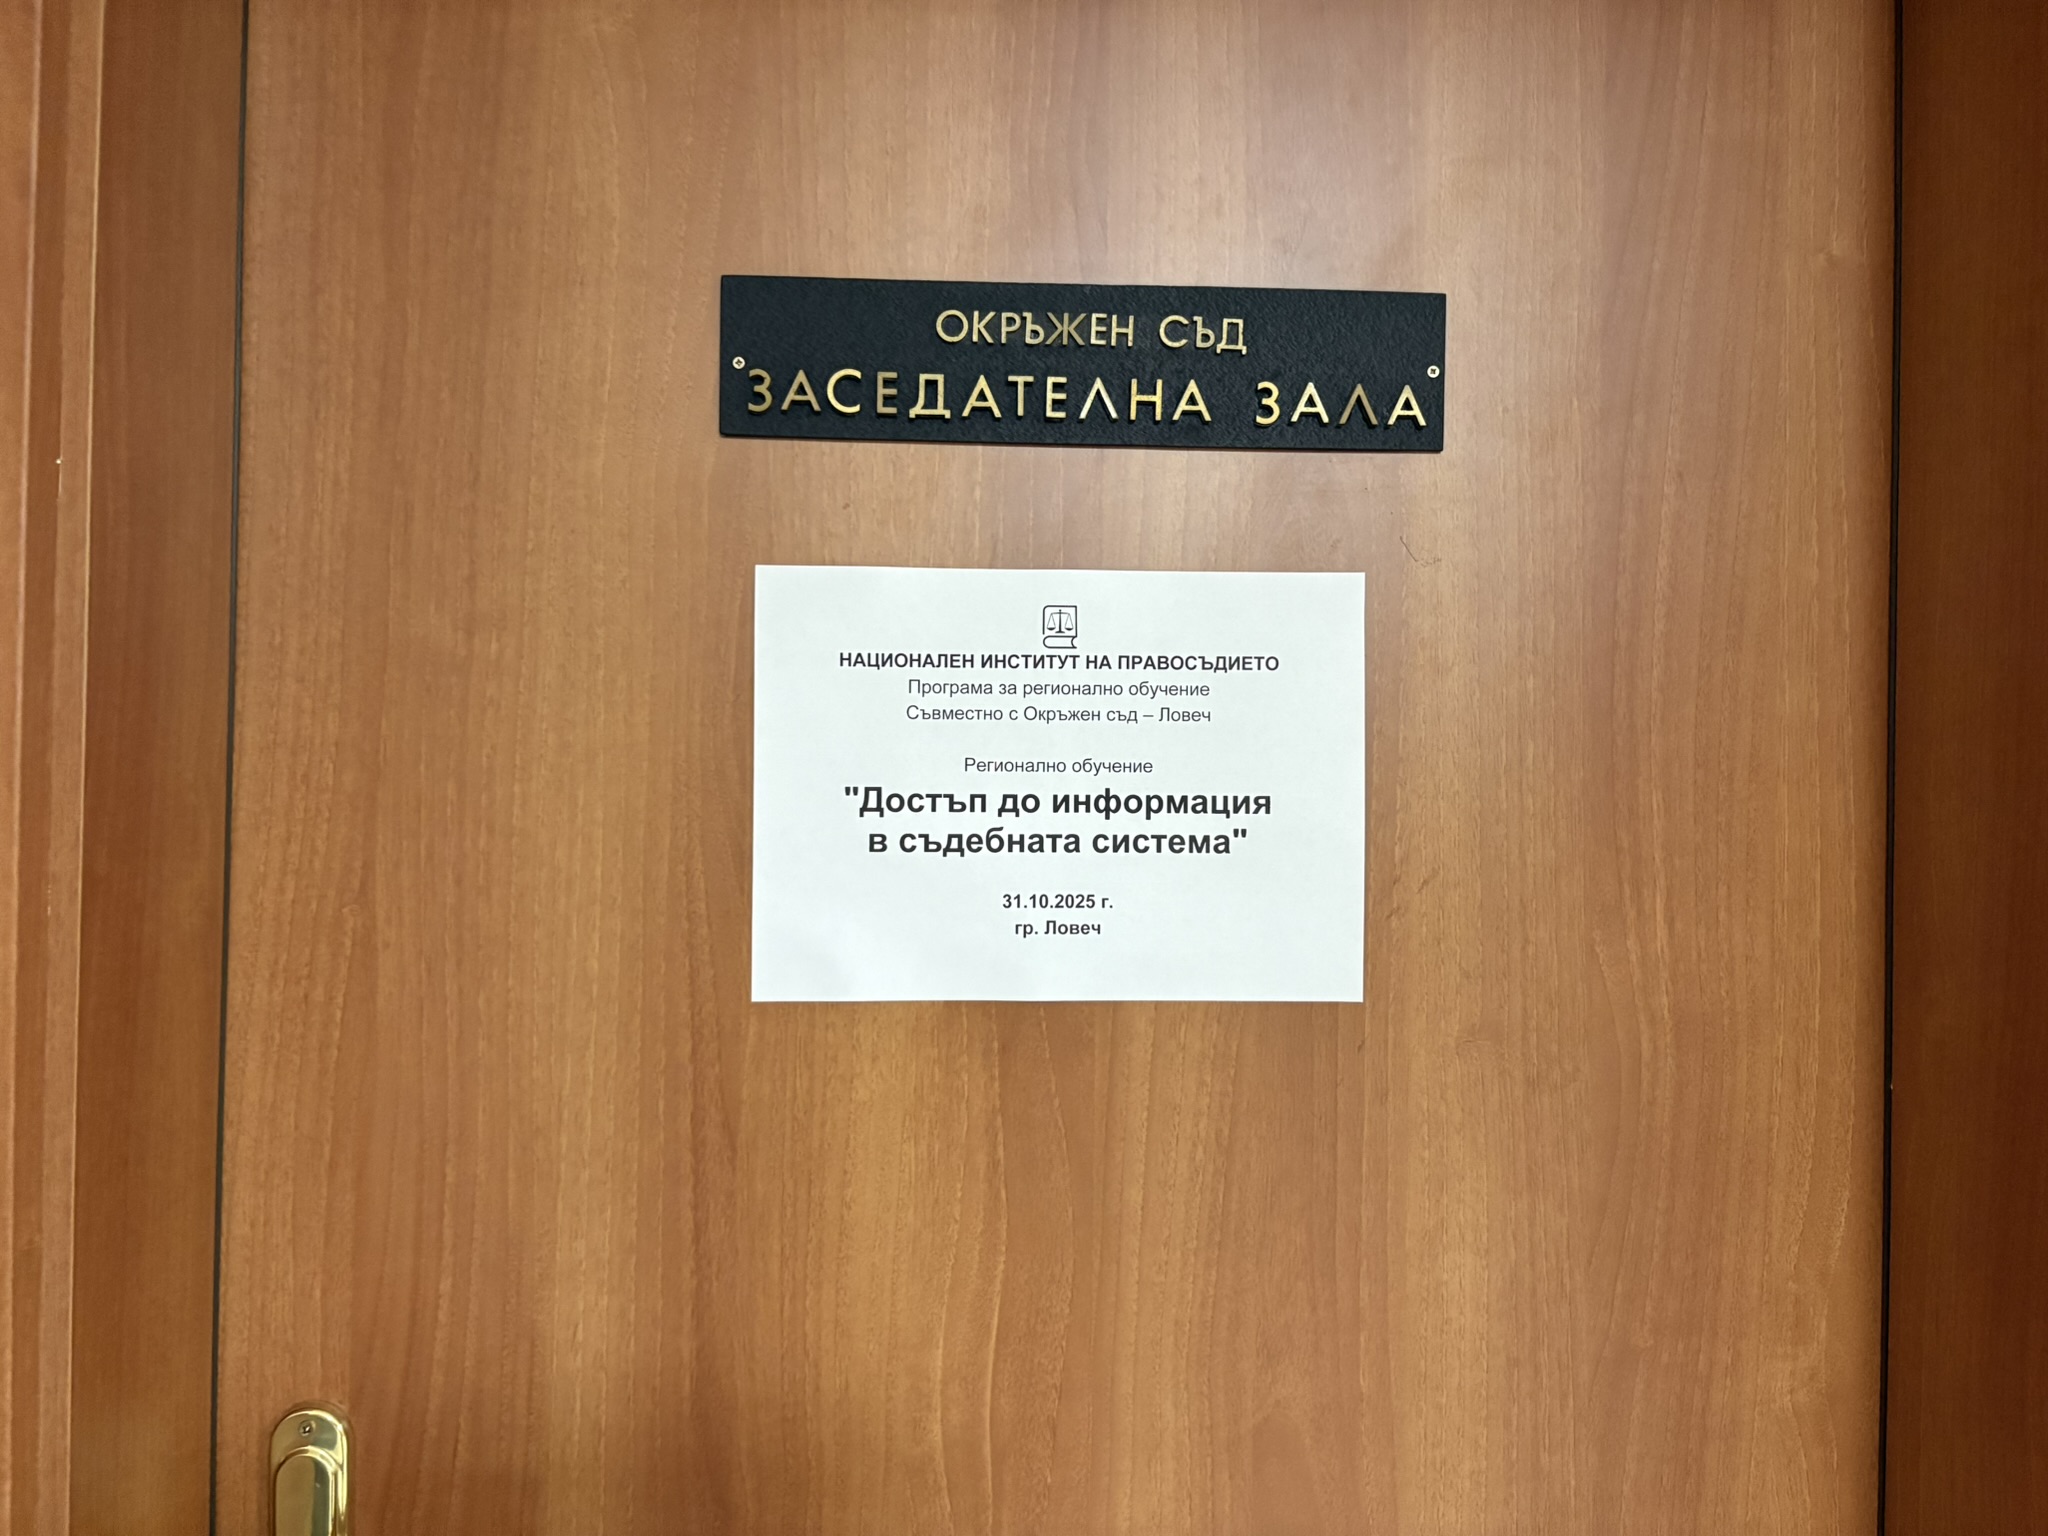 ОКРЪЖЕН СЪД
ЗАСЕДАТЕЛНА ЗАЛА
НАЦИОНАЛЕН ИНСТИТУТ НА ПРАВОСЪДИЕТО
Програма за регионално обучение
Съвместно с Окръжен съд – Ловеч
Регионално обучение
"Достъп до информация
в съдебната система"
31.10.2025 г.
гр. Ловеч